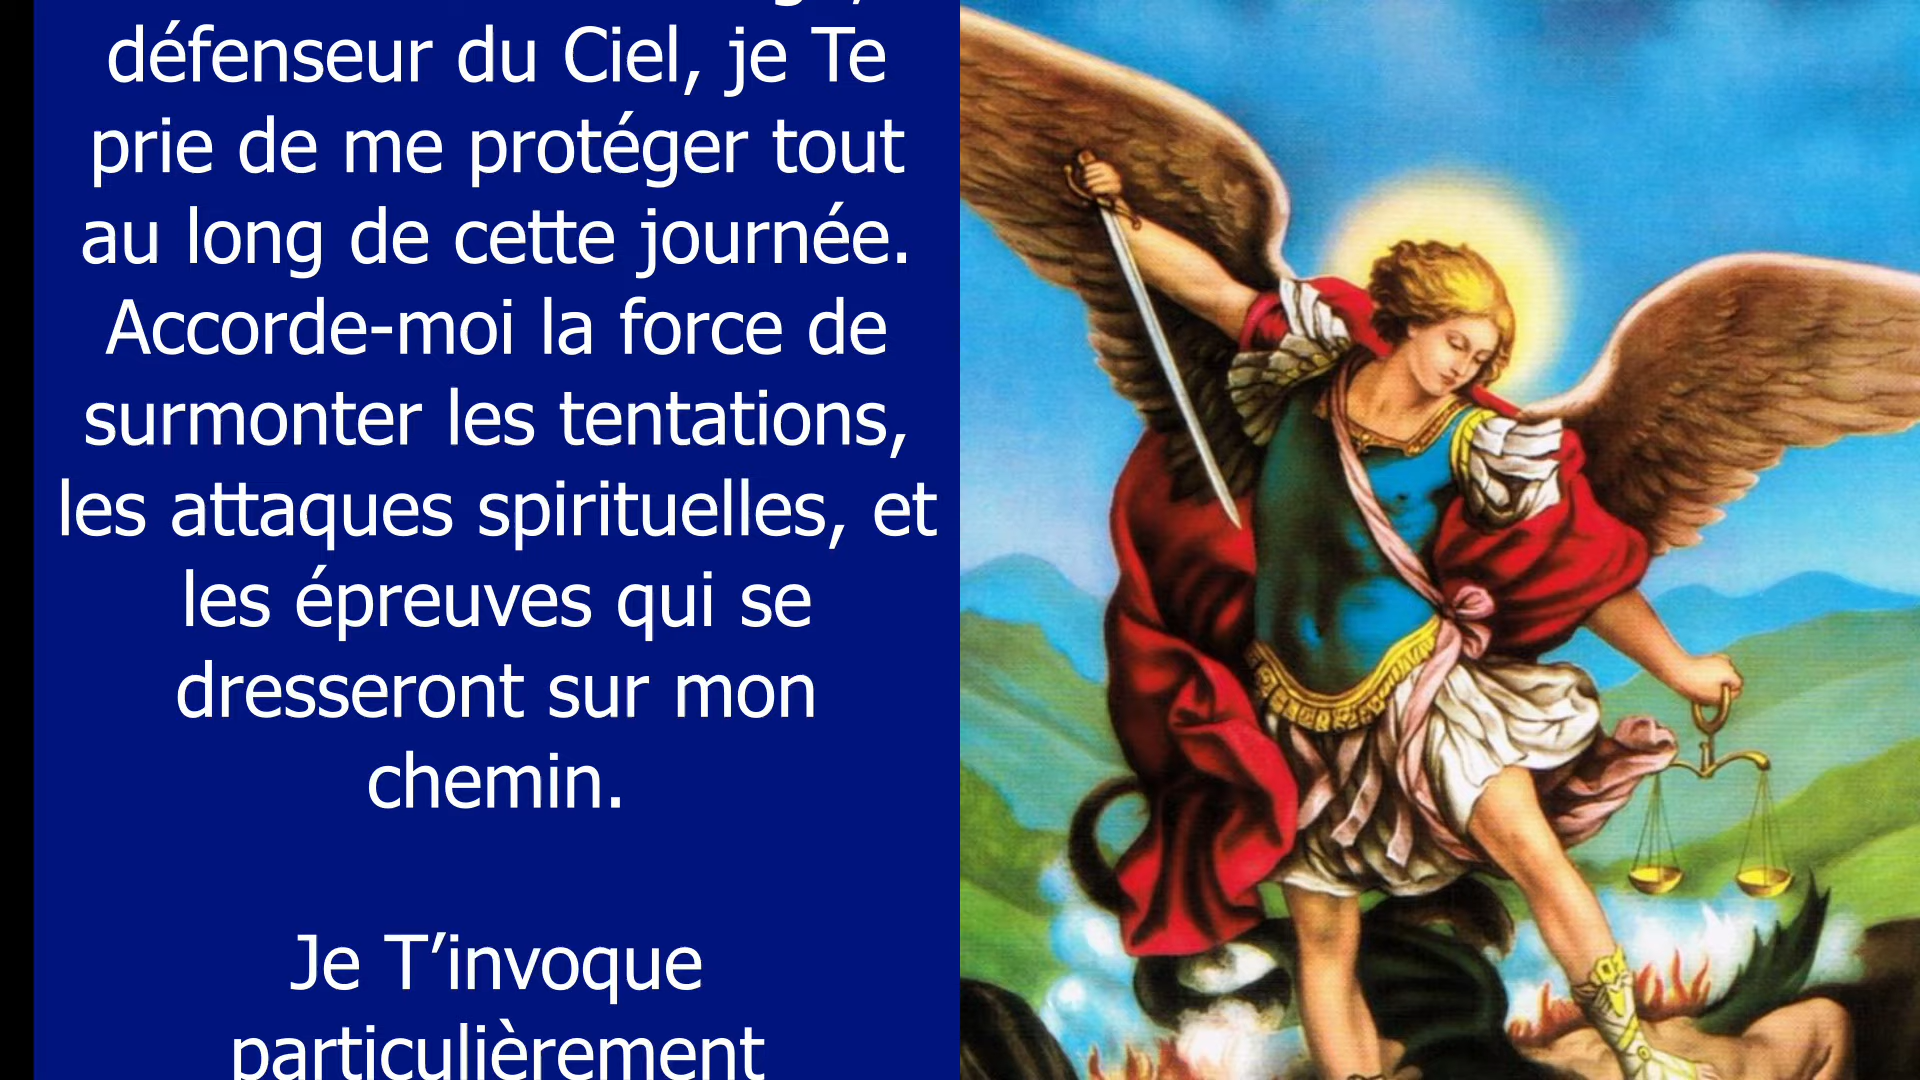 défenseur du Ciel, je Te
prie de me protéger tout
au long de cette journée.
Accorde-moi la force de
surmonter les tentations,
les attaques spirituelles, et
les épreuves qui se
dresseront sur mon
chemin.
Je T’invoque
particulièrement